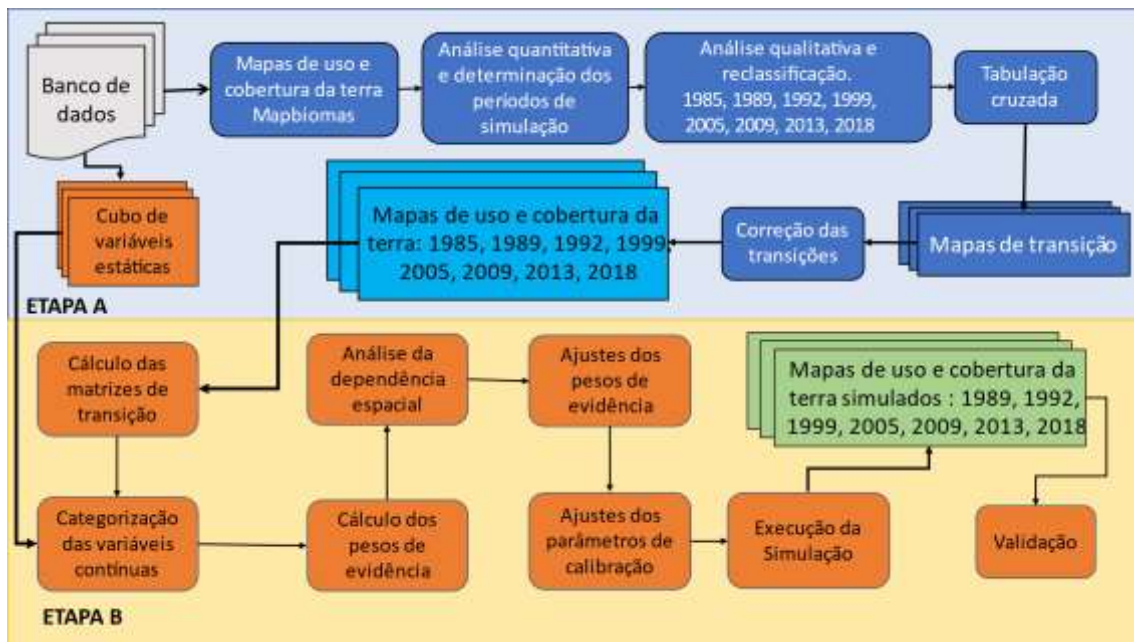 Banco de
dados
Mapas de uso e
cobertura da terra
Mapbiomas
Análise quantitativa
e determinação dos
períodos de
simulação
Análise qualitativa e
reclassificação.
1985, 1989, 1992, 1999,
2005, 2009, 2013, 2018
Tabulação
cruzada
Cubo de
variáveis
estáticas
Mapas de uso e cobertura da
terra: 1985, 1989, 1992, 1999,
2005, 2009, 2013, 2018
Correção das
transições
Mapas de transição
ETAPA A
Cálculo das
matrizes de
transição
Análise da
dependência
espacial
Ajustes dos
pesos de
evidência
Mapas de uso e cobertura da
terra simulados : 1989, 1992,
1999, 2005, 2009, 2013, 2018
Categorização
das variáveis
contínuas
Cálculo dos
pesos de
evidência
Ajustes dos
parâmetros de
calibração
Execução da
Simulação
Validação
ETAPA B